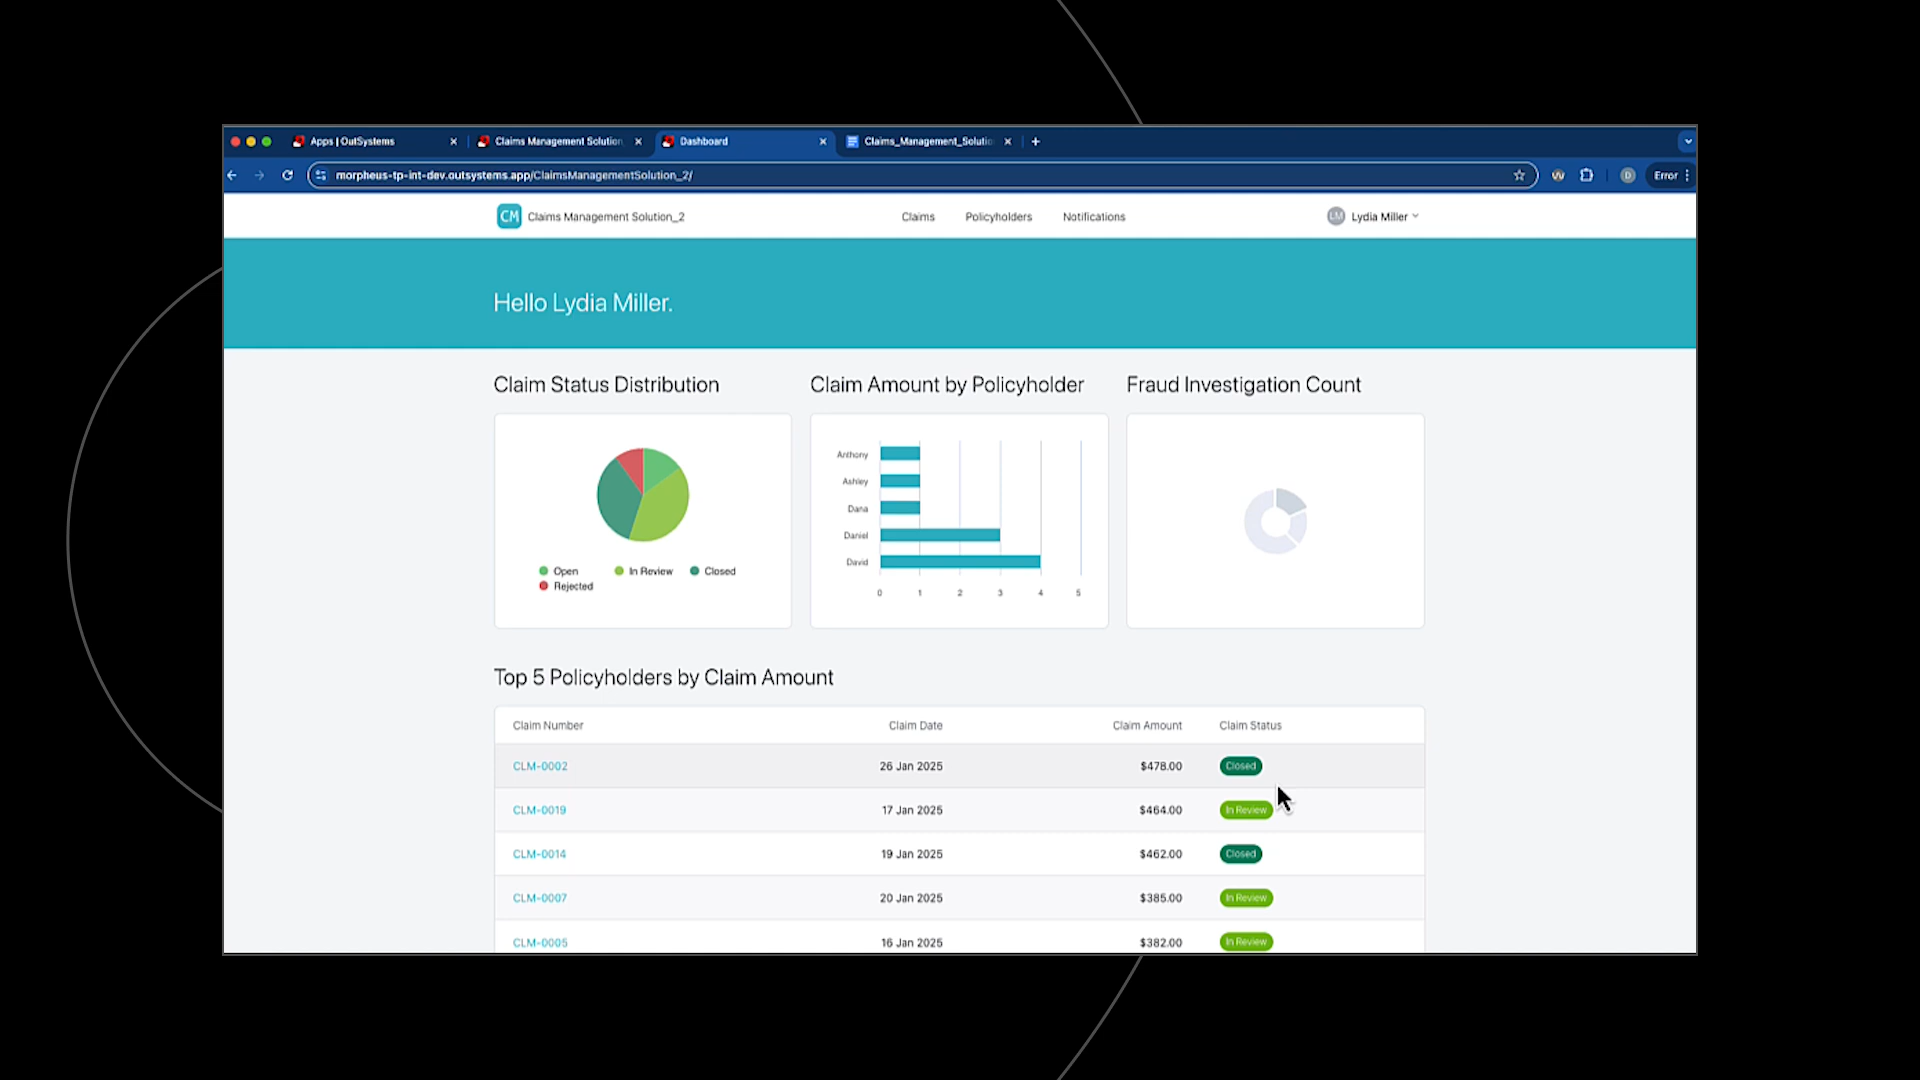 Apps | OutSystems
Claims Management Solution
Dashboard
Claims_Management_Solutio
morpheus-tp-int-dev.outsystems.app/ClaimsManagementSolution_2/
D
Error
CM Claims Management Solution_2
Claims
Policyholders
Notifications
LM Lydia Miller
Hello Lydia Miller.
Claim Status Distribution
Open In Review Closed
Rejected
Claim Amount by Policyholder
Anthony
Ashley
Dana
Daniel
David
0 1 2 3 4 5
Fraud Investigation Count
Top 5 Policyholders by Claim Amount
Claim Number Claim Date Claim Amount Claim Status
CLM-0002 26 Jan 2025 $478.00 Closed
CLM-0019 17 Jan 2025 $464.00 In Review
CLM-0014 19 Jan 2025 $462.00 Closed
CLM-0007 20 Jan 2025 $385.00 In Review
CLM-0005 16 Jan 2025 $382.00 In Review